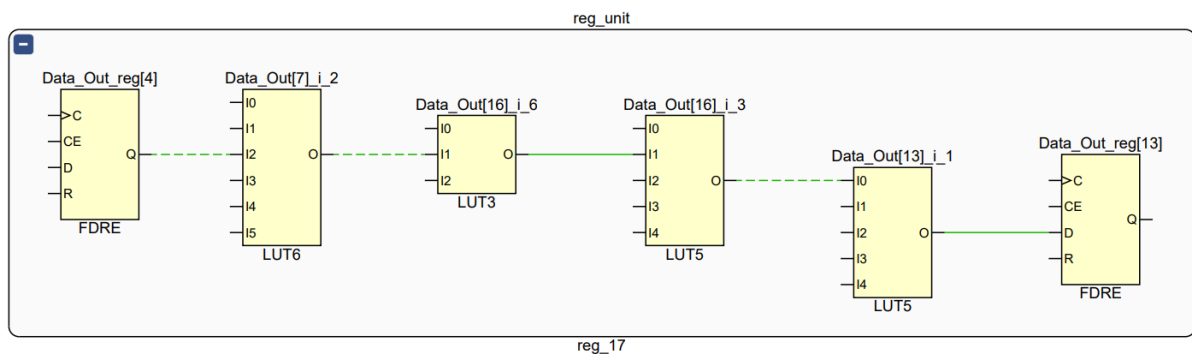 reg_unit
Data_Out_reg[4]
C
CE
D
R
Q
FDRE
Data_Out[7]_i_2
I0
I1
I2
I3
I4
I5
O
LUT6
Data_Out[16]_i_6
I0
I1
I2
O
LUT3
Data_Out[16]_i_3
I0
I1
I2
I3
I4
O
LUT5
Data_Out[13]_i_1
I0
I1
I2
I3
I4
O
LUT5
Data_Out_reg[13]
C
CE
D
R
Q
FDRE
reg_17